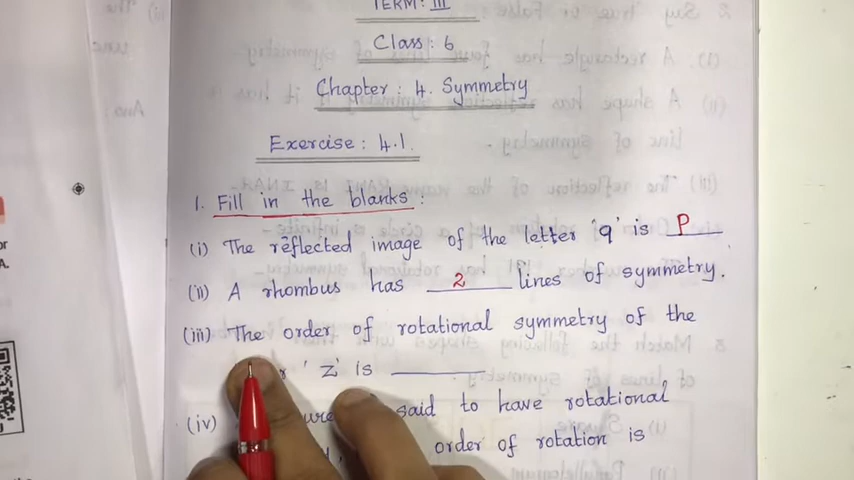 TERM: III
Class: 6
Chapter: 4. Symmetry
Exercise: 4.1.
1. Fill in the blanks:
(i) The reflected image of the letter 'q' is P
(ii) A rhombus has 2 lines of symmetry.
(iii) The order of rotational symmetry of the
'Z' is
(iv) said to have rotational
order of rotation is
or
A.